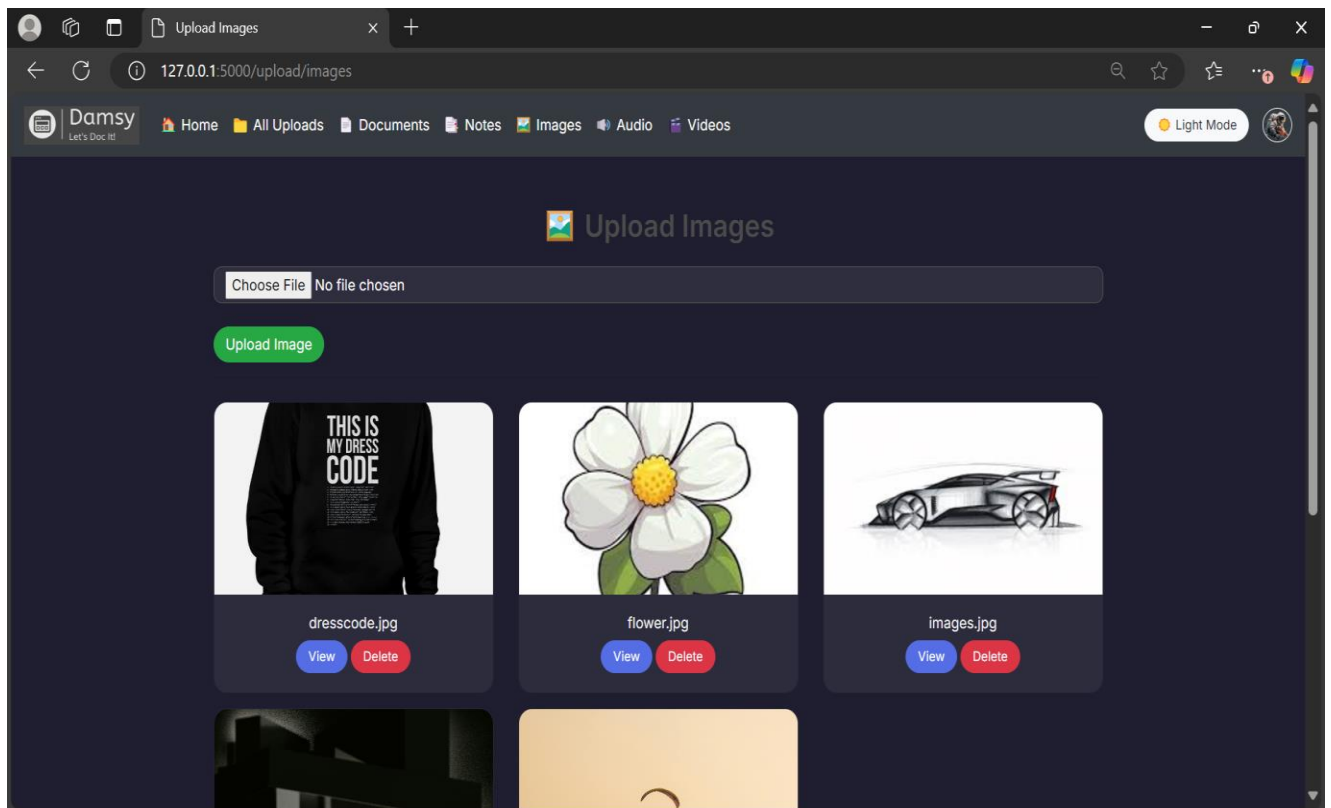 Upload Images
127.0.0.1:5000/upload/images
Damsy
Let's Doc It!
Home All Uploads Documents Notes Images Audio Videos Light Mode
Upload Images
Choose File No file chosen
Upload Image
THIS IS
MY DRESS
CODE
dresscode.jpg flower.jpg images.jpg
View Delete View Delete View Delete